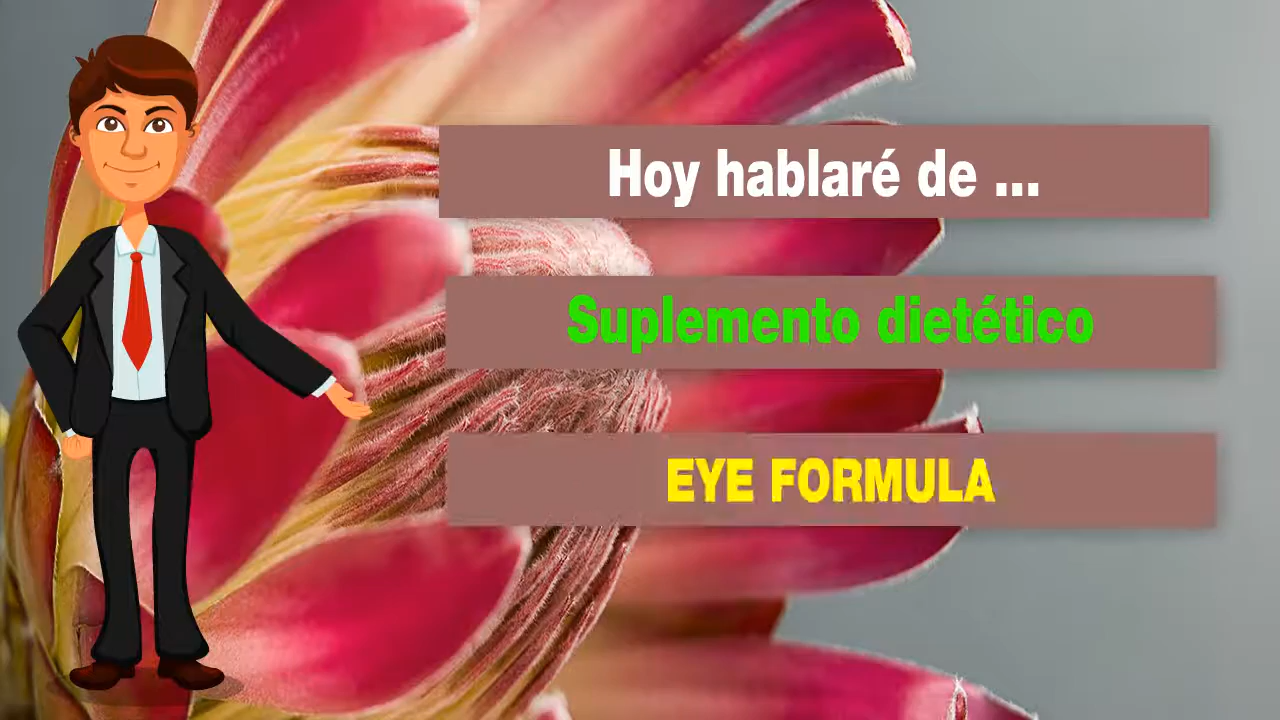 Hoy hablaré de ...
Suplemento dietético
EYE FORMULA